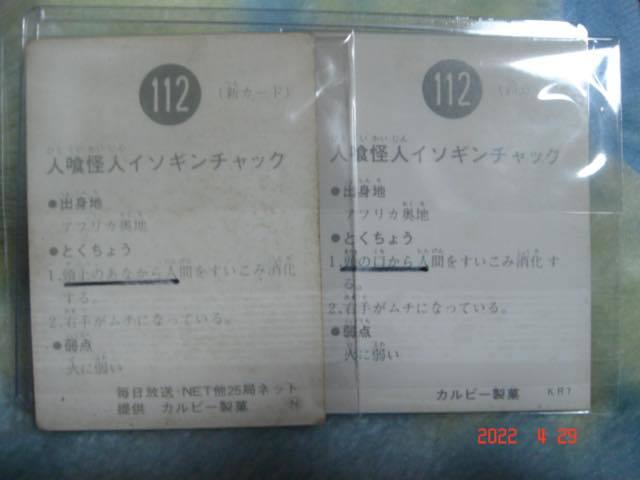 112
(新カード)
人喰怪人イソギンチャック
●出身地
アフリカ奥地
●とくちょう
1.頭上のあなから人間をすいこみ消化
する。
2.右手がムチになっている。
●弱点
火に弱い
毎日放送・NET他25局ネット
提供 カルビー製菓 N
112
人喰怪人イソギンチャック
●出身地
アフリカ奥地
●とくちょう
1.頭の口から人間をすいこみ消化す
る。
2.右手がムチになっている。
●弱点
火に弱い
カルビー製菓 KR7
2022 4 29